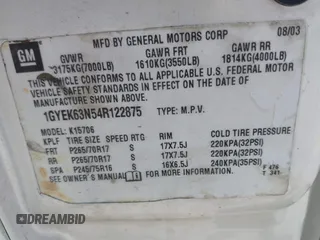 MFD BY GENERAL MOTORS CORP 08/03
GM
GVWR GAWR FRT GAWR RR
3175KG(7000LB) 1610KG(3550LB) 1814KG(4000LB)
THIS VEHICLE CONFORMS TO ALL APPLICABLE U.S. FEDERAL MOTOR
VEHICLE SAFETY STANDARDS IN EFFECT ON THE DATE OF
MANUFACTURE SHOWN ABOVE.
1GYEK63N54R122875 TYPE: M.P.V.
MODEL: K15706
KPLF TIRE SIZE SPEED RTG RIM COLD TIRE PRESSURE
FRT P265/70R17 S 17X7.5J 220KPA(32PSI)
RR P265/70R17 S 17X7.5J 220KPA(32PSI)
SPA P245/75R16 S 16X6.5J 240KPA(35PSI)
SEE OWNER'S MANUAL F 476
T 341
© AutoBidMaster